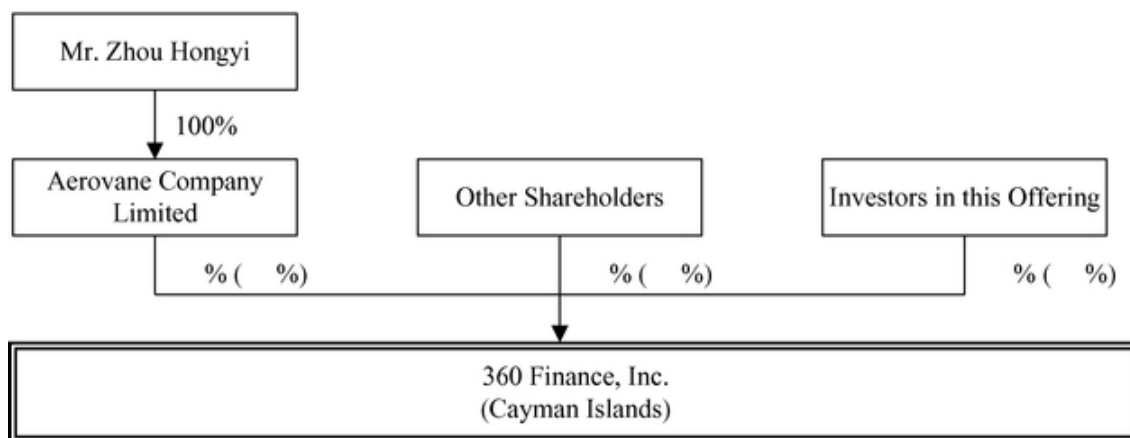 Mr. Zhou Hongyi
100%
Aerovane Company
Limited
Other Shareholders
Investors in this Offering
% ( %)
% ( %)
% ( %)
360 Finance, Inc.
(Cayman Islands)